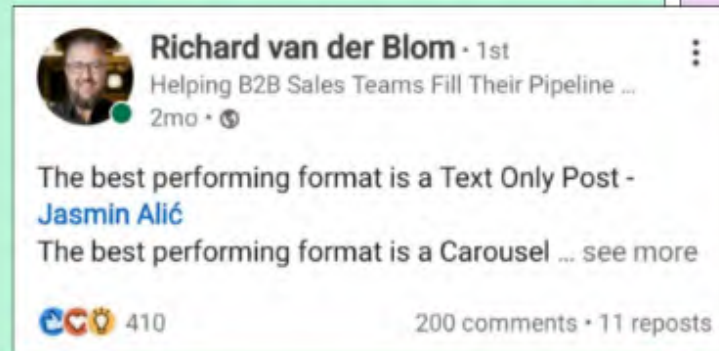 Richard van der Blom · 1st
Helping B2B Sales Teams Fill Their Pipeline ...
2mo ·
The best performing format is a Text Only Post -
Jasmin Alić
The best performing format is a Carousel ... see more
410
200 comments · 11 reposts